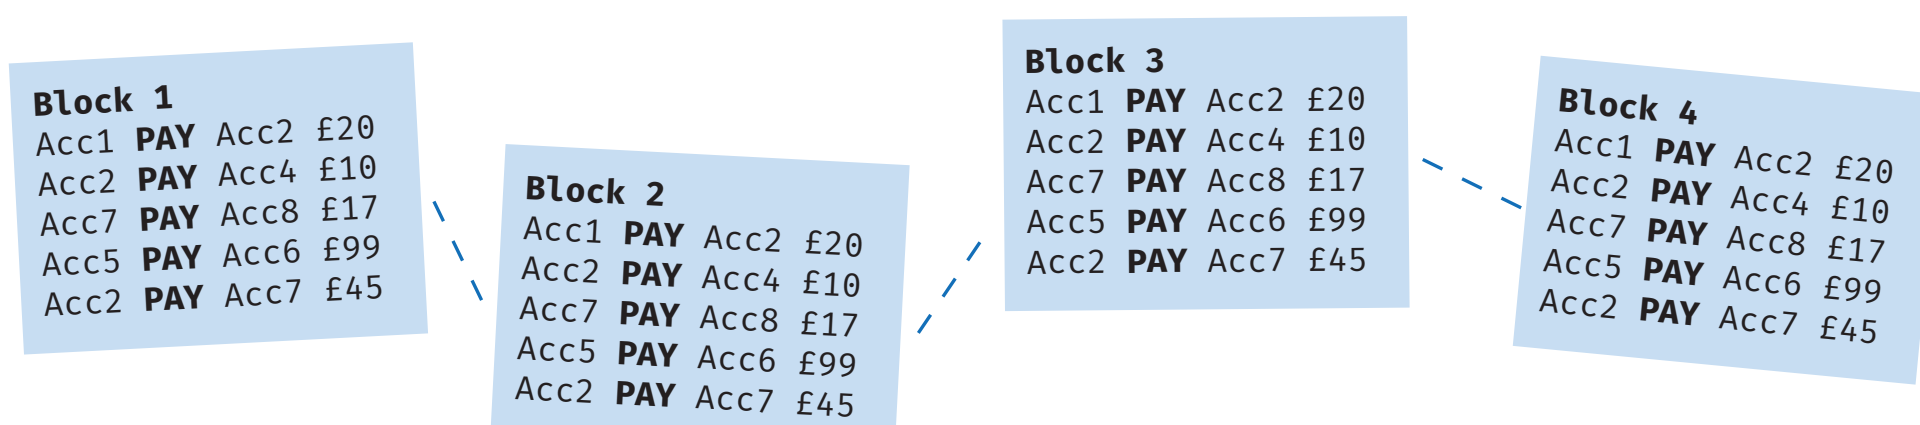 Block 1
Acc1 PAY Acc2 £20
Acc2 PAY Acc4 £10
Acc7 PAY Acc8 £17
Acc5 PAY Acc6 £99
Acc2 PAY Acc7 £45
Block 2
Acc1 PAY Acc2 £20
Acc2 PAY Acc4 £10
Acc7 PAY Acc8 £17
Acc5 PAY Acc6 £99
Acc2 PAY Acc7 £45
Block 3
Acc1 PAY Acc2 £20
Acc2 PAY Acc4 £10
Acc7 PAY Acc8 £17
Acc5 PAY Acc6 £99
Acc2 PAY Acc7 £45
Block 4
Acc1 PAY Acc2 £20
Acc2 PAY Acc4 £10
Acc7 PAY Acc8 £17
Acc5 PAY Acc6 £99
Acc2 PAY Acc7 £45